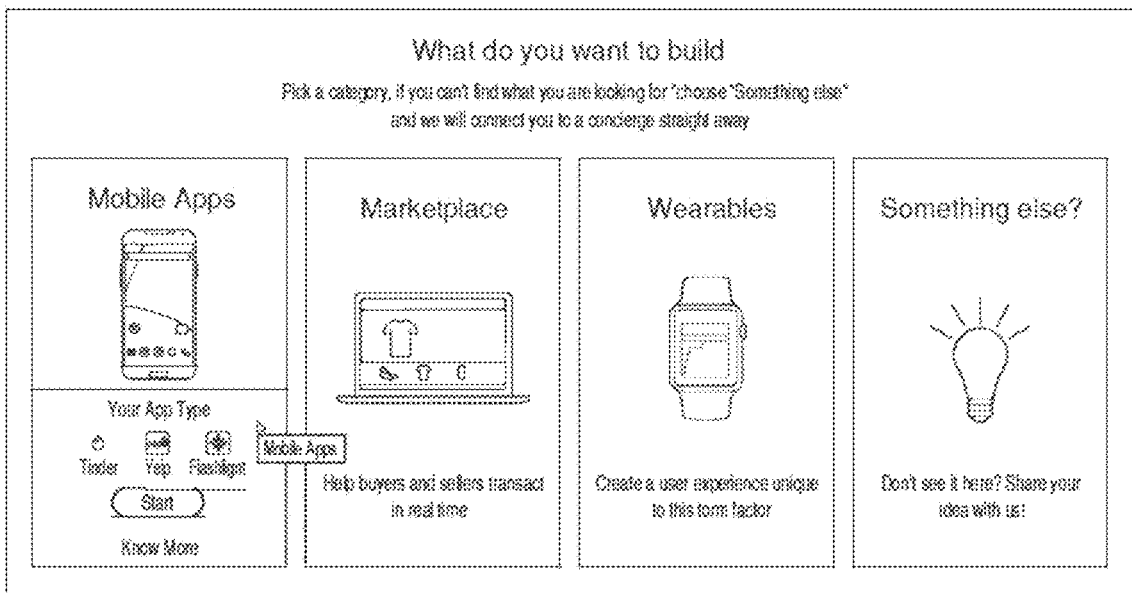 What do you want to build
Pick a category, if you can't find what you are looking for "choose "Something else"
and we will connect you to a concierge straight away
Mobile Apps
Your App Type
Tinder Yelp Flashlight
Start
Know More
Mobile Apps
Marketplace
Help buyers and sellers transact
in real time
Wearables
Create a user experience unique
to this form factor
Something else?
Don't see it here? Share your
idea with us!